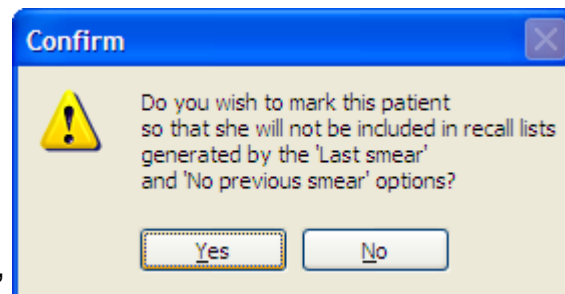 Confirm
Do you wish to mark this patient
so that she will not be included in recall lists
generated by the 'Last smear'
and 'No previous smear' options?
Yes
No
,